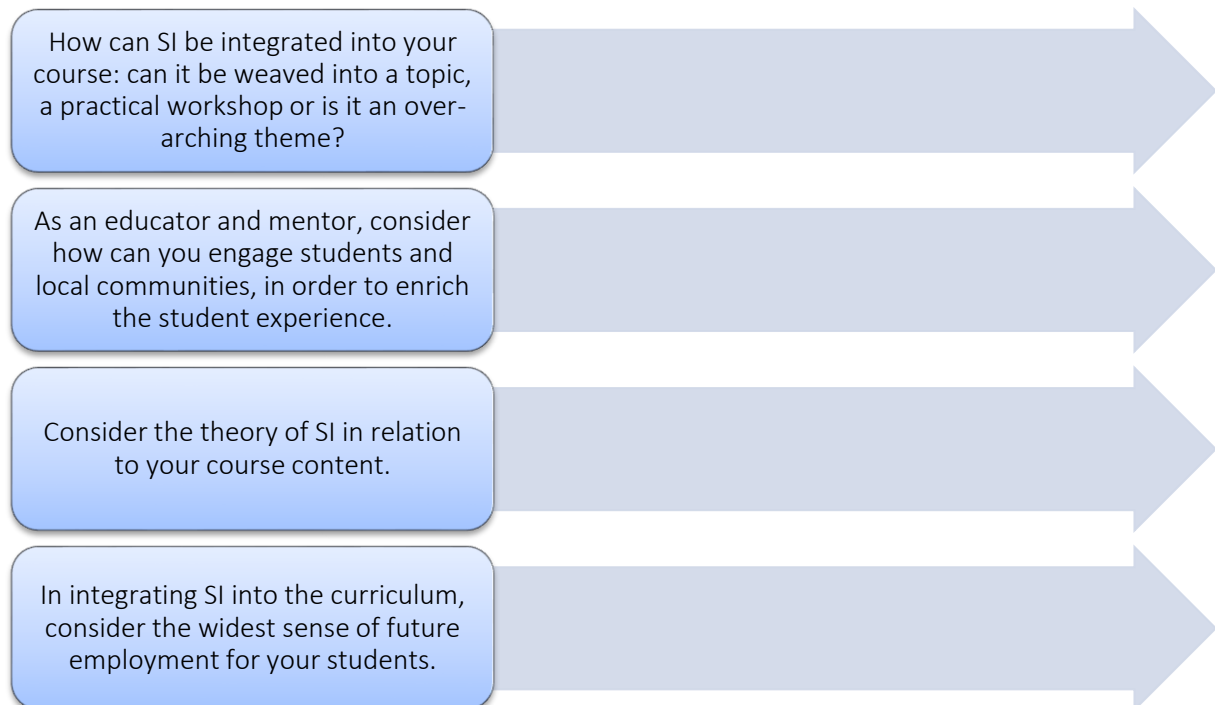 How can SI be integrated into your
course: can it be weaved into a topic,
a practical workshop or is it an over-
arching theme?
As an educator and mentor, consider
how can you engage students and
local communities, in order to enrich
the student experience.
Consider the theory of SI in relation
to your course content.
In integrating SI into the curriculum,
consider the widest sense of future
employment for your students.